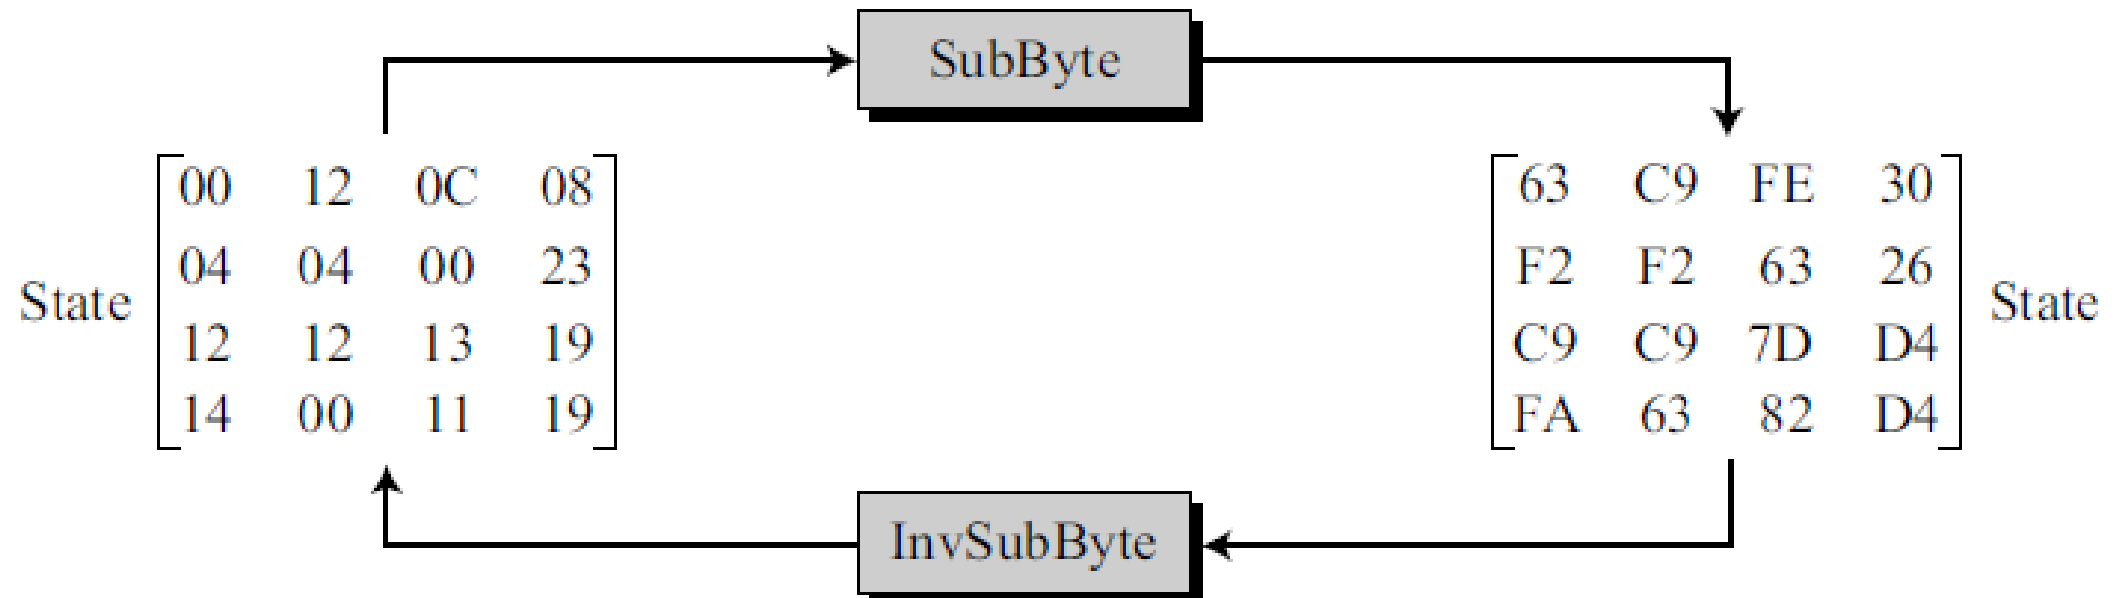 SubByte
00 12 0C 08
04 04 00 23
State
12 12 13 19
14 00 11 19
63 C9 FE 30
F2 F2 63 26
State
C9 C9 7D D4
FA 63 82 D4
InvSubByte